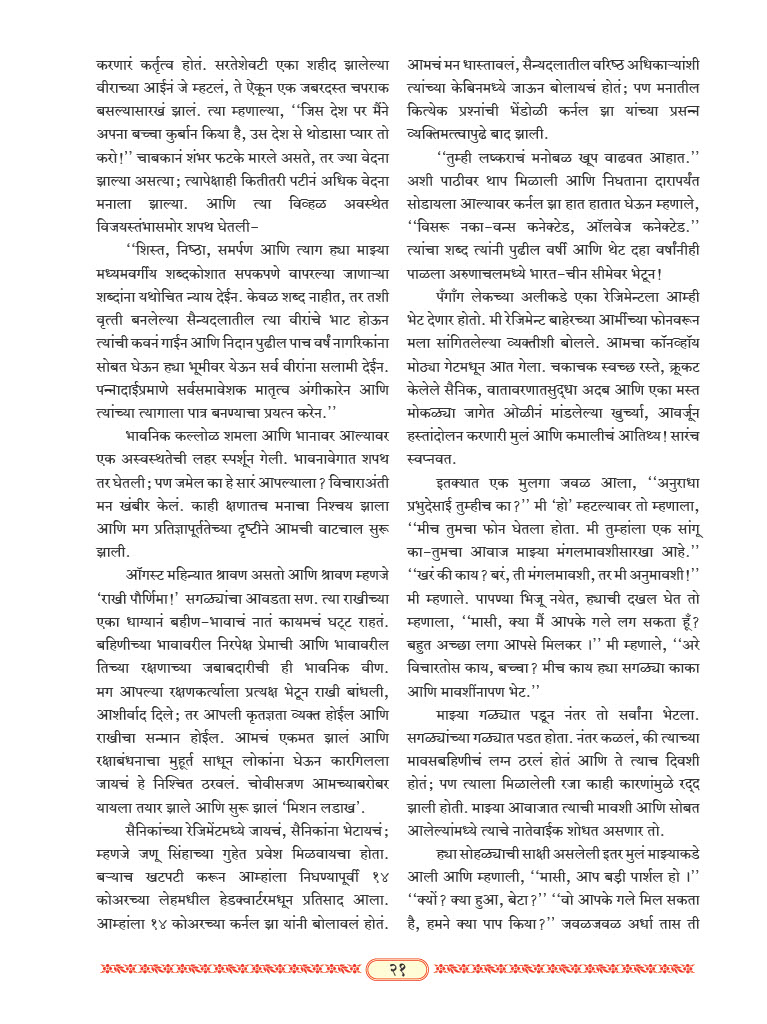 करणारं कर्तृत्व होतं. सरतेशेवटी एका शहीद झालेल्या
वीराच्या आईनं जे म्हटलं, ते ऐकून एक जबरदस्त चपराक
बसल्यासारखं झालं. त्या म्हणाल्या, ‘‘जिस देश पर मैंने
अपना बच्चा कुर्बान किया है, उस देश से थोडासा प्यार तो
करो!’’ चाबकानं शंभर फटके मारले असते, तर ज्या वेदना
झाल्या असत्या; त्यापेक्षाही कितीतरी पटीनं अधिक वेदना
मनाला झाल्या. आणि त्या विव्हळ अवस्थेत
विजयस्तंभासमोर शपथ घेतली-
‘‘शिस्त, निष्ठा, समर्पण आणि त्याग ह्या माझ्या
मध्यमवर्गीय शब्दकोशात सपकपणे वापरल्या जाणाऱ्या
शब्दांना यथोचित न्याय देईन. केवळ शब्द नाहीत, तर तशी
वृत्ती बनलेल्या सैन्यदलातील त्या वीरांचे भाट होऊन
त्यांची कवनं गाईन आणि निदान पुढील पाच वर्षं नागरिकांना
सोबत घेऊन ह्या भूमीवर येऊन सर्व वीरांना सलामी देईन.
पन्नादाईप्रमाणे सर्वसमावेशक मातृत्व अंगीकारेन आणि
त्यांच्या त्यागाला पात्र बनण्याचा प्रयत्न करेन.’’
भावनिक कल्लोळ शमला आणि भानावर आल्यावर
एक अस्वस्थतेची लहर स्पर्शून गेली. भावनावेगात शपथ
तर घेतली; पण जमेल का हे सारं आपल्याला? विचाराअंती
मन खंबीर केलं. काही क्षणातच मनाचा निश्चय झाला
आणि मग प्रतिज्ञापूर्ततेच्या दृष्टीने आमची वाटचाल सुरू
झाली.
ऑगस्ट महिन्यात श्रावण असतो आणि श्रावण म्हणजे
‘राखी पौर्णिमा!’ सगळ्यांचा आवडता सण. त्या राखीच्या
एका धाग्यानं बहीण-भावाचं नातं कायमचं घट्ट राहतं.
बहिणीच्या भावावरील निरपेक्ष प्रेमाची आणि भावावरील
तिच्या रक्षणाच्या जबाबदारीची ही भावनिक वीण.
मग आपल्या रक्षणकर्त्याला प्रत्यक्ष भेटून राखी बांधली,
आशीर्वाद दिले; तर आपली कृतज्ञता व्यक्त होईल आणि
राखीचा सन्मान होईल. आमचं एकमत झालं आणि
रक्षाबंधनाचा मुहूर्त साधून लोकांना घेऊन कारगिलला
जायचं हे निश्चित ठरवलं. चोवीसजण आमच्याबरोबर
यायला तयार झाले आणि सुरू झालं ‘मिशन लडाख’.
सैनिकांच्या रेजिमेंटमध्ये जायचं, सैनिकांना भेटायचं;
म्हणजे जणू सिंहाच्या गुहेत प्रवेश मिळवायचा होता.
बऱ्याच खटपटी करून आम्हांला निघण्यापूर्वी १४
कोअरच्या लेहमधील हेडक्वार्टरमधून प्रतिसाद आला.
आम्हांला १४ कोअरच्या कर्नल झा यांनी बोलावलं होतं.
आमचं मन धास्तावलं, सैन्यदलातील वरिष्ठ अधिकाऱ्यांशी
त्यांच्या केबिनमध्ये जाऊन बोलायचं होतं; पण मनातील
कित्येक प्रश्नांची भेंडोळी कर्नल झा यांच्या प्रसन्न
व्यक्तिमत्वापुढे बाद झाली.
‘‘तुम्ही लष्कराचं मनोबळ खूप वाढवत आहात.’’
अशी पाठीवर थाप मिळाली आणि निघताना दारापर्यंत
सोडायला आल्यावर कर्नल झा हात हातात घेऊन म्हणाले,
‘‘विसरू नका-वन्स कनेक्टेड, ऑलवेज कनेक्टेड.’’
त्यांचा शब्द त्यांनी पुढील वर्षी आणि थेट दहा वर्षांनीही
पाळला अरुणाचलमध्ये भारत-चीन सीमेवर भेटून!
पँगाँग लेकच्या अलीकडे एका रेजिमेन्टला आम्ही
भेट देणार होतो. मी रेजिमेन्ट बाहेरच्या आर्मीच्या फोनवरून
मला सांगितलेल्या व्यक्तीशी बोलले. आमचा कॉनव्हॉय
मोठ्या गेटमधून आत गेला. चकाचक स्वच्छ रस्ते, क्रूकट
केलेले सैनिक, वातावरणातसुद्धा अदब आणि एका मस्त
मोकळ्या जागेत ओळीनं मांडलेल्या खुर्च्या, आवर्जून
हस्तांदोलन करणारी मुलं आणि कमालीचं आतिथ्य! सारंच
स्वप्नवत.
इतक्यात एक मुलगा जवळ आला, ‘‘अनुराधा
प्रभुदेसाई तुम्हीच का?’’ मी ‘हो’ म्हटल्यावर तो म्हणाला,
‘‘मीच तुमचा फोन घेतला होता. मी तुम्हांला एक सांगू
का-तुमचा आवाज माझ्या मंगलमावशीसारखा आहे.’’
‘‘खरं की काय? बरं, ती मंगलमावशी, तर मी अनुमावशी!’’
मी म्हणाले. पापण्या भिजू नयेत, ह्याची दखल घेत तो
म्हणाला, ‘‘मासी, क्या मैं आपके गले लग सकता हूँ?
बहुत अच्छा लगा आपसे मिलकर ।’’ मी म्हणाले, ‘‘अरे
विचारतोस काय, बच्चा? मीच काय ह्या सगळ्या काका
आणि मावशींनापण भेट.’’
माझ्या गळ्यात पडून नंतर तो सर्वांना भेटला.
सगळ्यांच्या गळ्यात पडत होता. नंतर कळलं, की त्याच्या
मावसबहिणीचं लग्न ठरलं होतं आणि ते त्याच दिवशी
होतं; पण त्याला मिळालेली रजा काही कारणांमुळे रद्द
झाली होती. माझ्या आवाजात त्याची मावशी आणि सोबत
आलेल्यांमध्ये त्याचे नातेवाईक शोधत असणार तो.
ह्या सोहळ्याची साक्षी असलेली इतर मुलं माझ्याकडे
आली आणि म्हणाली, ‘‘मासी, आप बड़ी पार्शल हो ।’’
‘‘क्यों? क्या हुआ, बेटा?’’ ‘‘वो आपके गले मिल सकता
है, हमने क्या पाप किया?’’ जवळजवळ अर्धा तास ती
२१